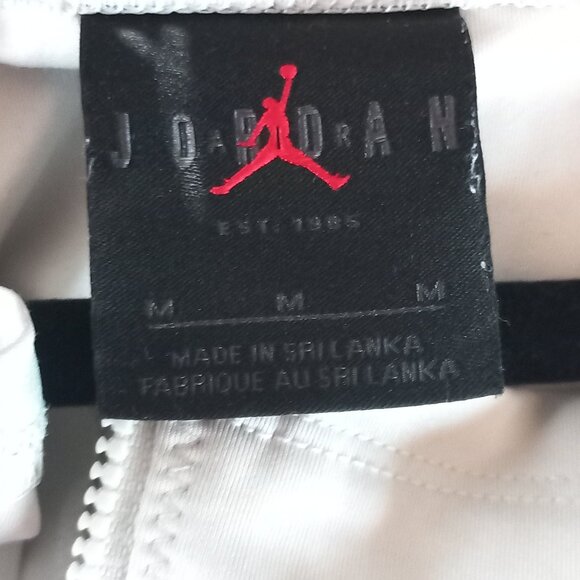 JORDAN
EST. 1985
M M M
MADE IN SRI LANKA
FABRIQUE AU SRI LANKA